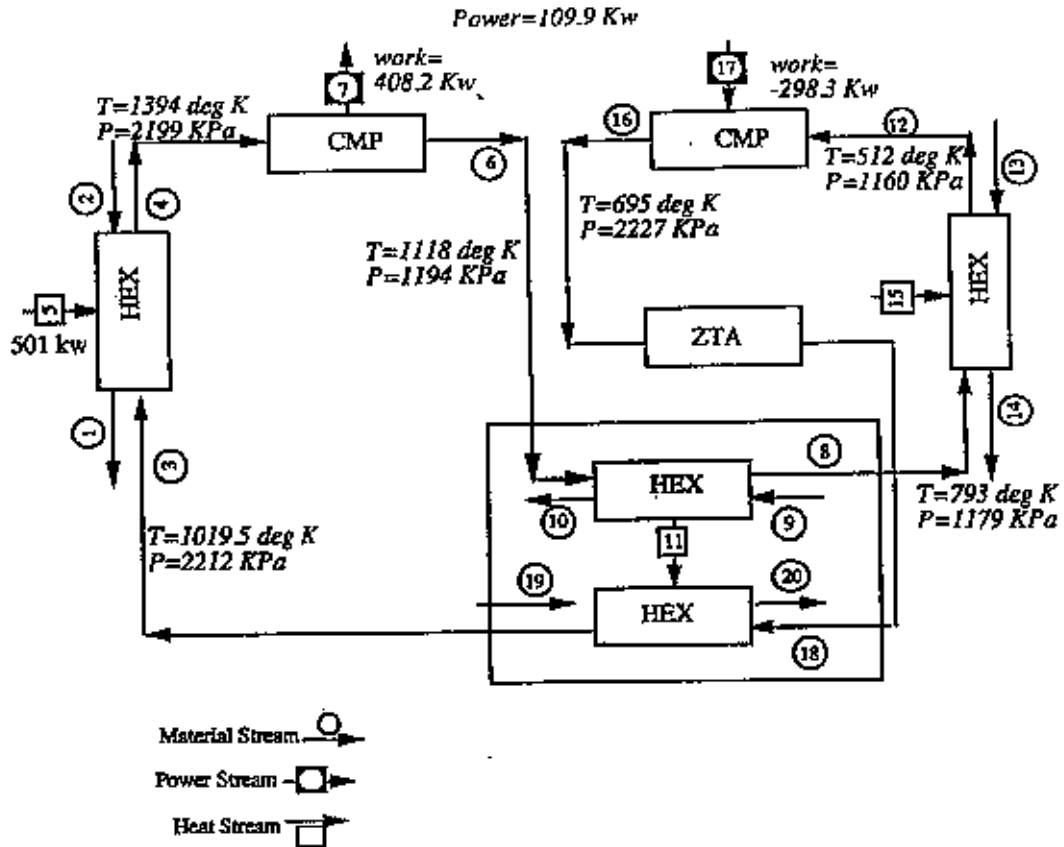 Power=109.9 Kw
work=
408.2 Kw
7
T=1394 deg K
P=2199 KPa
CMP
6
2
4
HEX
5
501 kw
1
3
T=1118 deg K
P=1194 KPa
T=1019.5 deg K
P=2212 KPa
17
work=
-298.3 Kw
16
CMP
12
T=512 deg K
P=1160 KPa
13
T=695 deg K
P=2227 KPa
15
HEX
ZTA
14
8
HEX
T=793 deg K
P=1179 KPa
10
9
11
19
20
HEX
18
Material Stream
Power Stream
Heat Stream